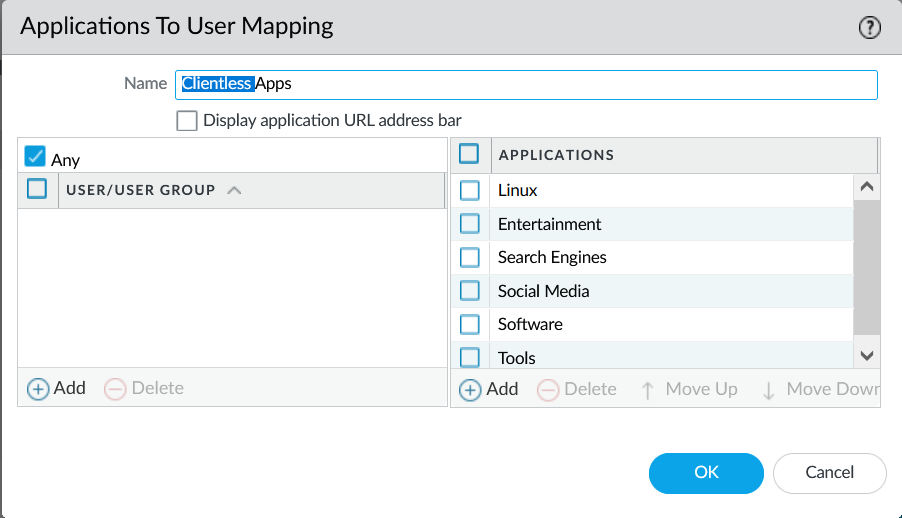 Applications To User Mapping ?
Name Clientless Apps
Display application URL address bar
Any
USER/USER GROUP
APPLICATIONS
Linux
Entertainment
Search Engines
Social Media
Software
Tools
Add Delete
Add Delete Move Up Move Down
OK Cancel